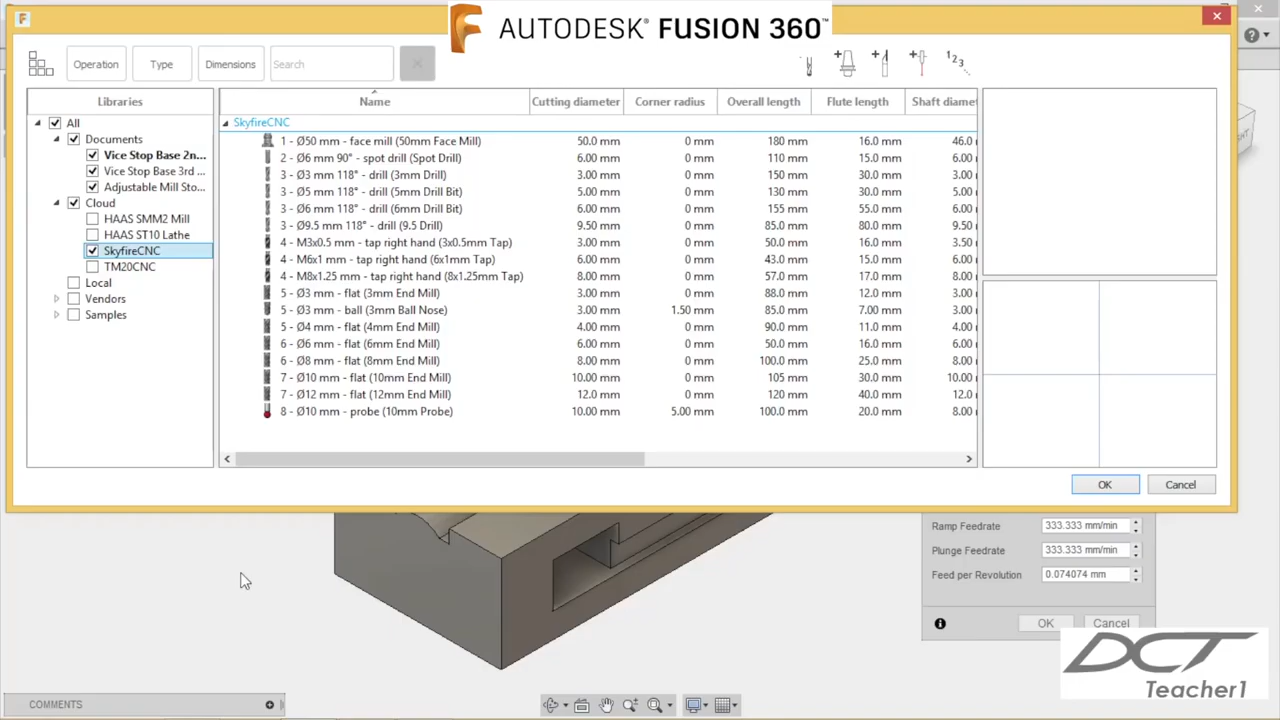 AUTODESK® FUSION 360™
Operation
Type
Dimensions
Search
1 2 3
Libraries
All
Documents
Vice Stop Base 2n...
Vice Stop Base 3rd ...
Adjustable Mill Sto...
Cloud
HAAS SMM2 Mill
HAAS ST10 Lathe
SkyfireCNC
TM20CNC
Local
Vendors
Samples
Name Cutting diameter Corner radius Overall length Flute length Shaft diame
SkyfireCNC
1 - Ø50 mm - face mill (50mm Face Mill) 50.0 mm 0 mm 180 mm 16.0 mm 46.0
2 - Ø6 mm 90° - spot drill (Spot Drill) 6.00 mm 0 mm 110 mm 15.0 mm 6.00
3 - Ø3 mm 118° - drill (3mm Drill) 3.00 mm 0 mm 150 mm 30.0 mm 3.00
3 - Ø5 mm 118° - drill (5mm Drill Bit) 5.00 mm 0 mm 130 mm 30.0 mm 5.00
3 - Ø6 mm 118° - drill (6mm Drill Bit) 6.00 mm 0 mm 155 mm 55.0 mm 6.00
3 - Ø9.5 mm 118° - drill (9.5 Drill) 9.50 mm 0 mm 85.0 mm 80.0 mm 9.50
4 - M3x0.5 mm - tap right hand (3x0.5mm Tap) 3.00 mm 0 mm 50.0 mm 16.0 mm 3.50
4 - M6x1 mm - tap right hand (6x1mm Tap) 6.00 mm 0 mm 43.0 mm 15.0 mm 6.00
4 - M8x1.25 mm - tap right hand (8x1.25mm Tap) 8.00 mm 0 mm 57.0 mm 17.0 mm 8.00
5 - Ø3 mm - flat (3mm End Mill) 3.00 mm 0 mm 88.0 mm 12.0 mm 3.00
5 - Ø3 mm - ball (3mm Ball Nose) 3.00 mm 1.50 mm 85.0 mm 7.00 mm 3.00
5 - Ø4 mm - flat (4mm End Mill) 4.00 mm 0 mm 90.0 mm 11.0 mm 4.00
6 - Ø6 mm - flat (6mm End Mill) 6.00 mm 0 mm 50.0 mm 16.0 mm 6.00
6 - Ø8 mm - flat (8mm End Mill) 8.00 mm 0 mm 100.0 mm 25.0 mm 8.00
7 - Ø10 mm - flat (10mm End Mill) 10.00 mm 0 mm 105 mm 30.0 mm 10.00
7 - Ø12 mm - flat (12mm End Mill) 12.0 mm 0 mm 120 mm 40.0 mm 12.0
8 - Ø10 mm - probe (10mm Probe) 10.00 mm 5.00 mm 100.0 mm 20.0 mm 8.00
OK Cancel
Ramp Feedrate 333.333 mm/min
Plunge Feedrate 333.333 mm/min
Feed per Revolution 0.074074 mm
OK Cancel
DCT
Teacher1
COMMENTS